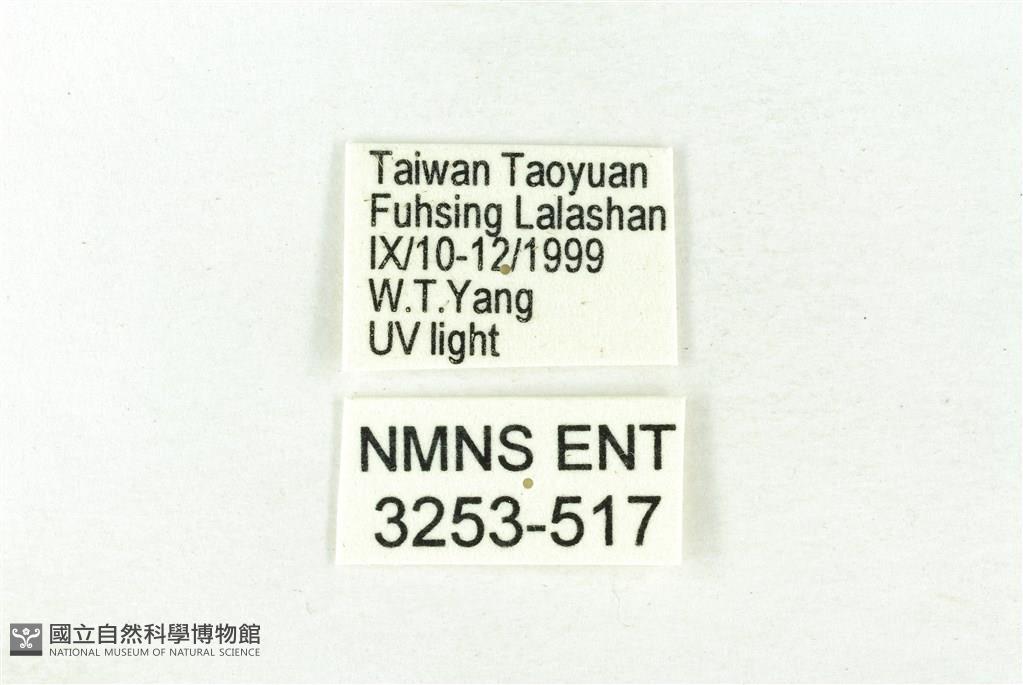 Taiwan Taoyuan
Fuhsing Lalashan
IX/10-12/1999
W.T.Yang
UV light
NMNS ENT
3253-517
國立自然科學博物館
NATIONAL MUSEUM OF NATURAL SCIENCE